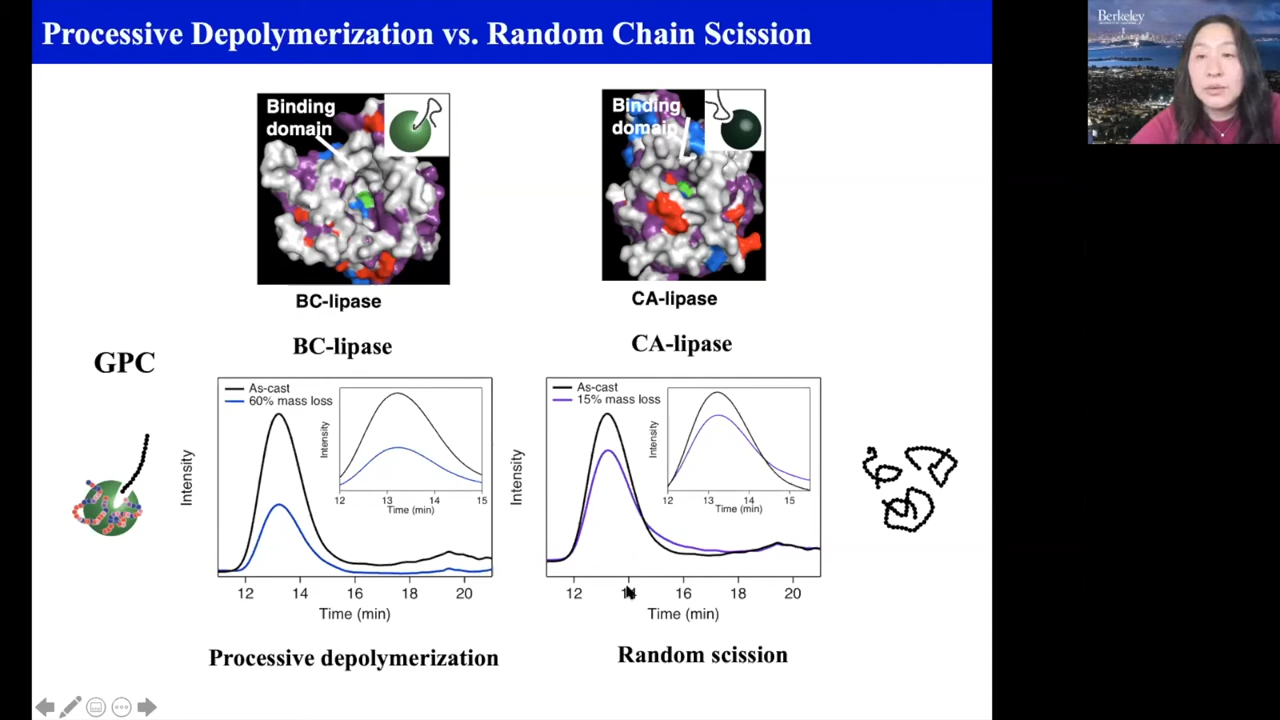 Processive Depolymerization vs. Random Chain Scission
Berkeley
Binding
domain
Binding
domain
BC-lipase
CA-lipase
BC-lipase
CA-lipase
GPC
As-cast
60% mass loss
Intensity
12
13
14
15
Time (min)
Intensity
12
14
16
18
20
Time (min)
As-cast
15% mass loss
Intensity
12
13
14
15
Time (min)
Intensity
12
14
16
18
20
Time (min)
Processive depolymerization
Random scission